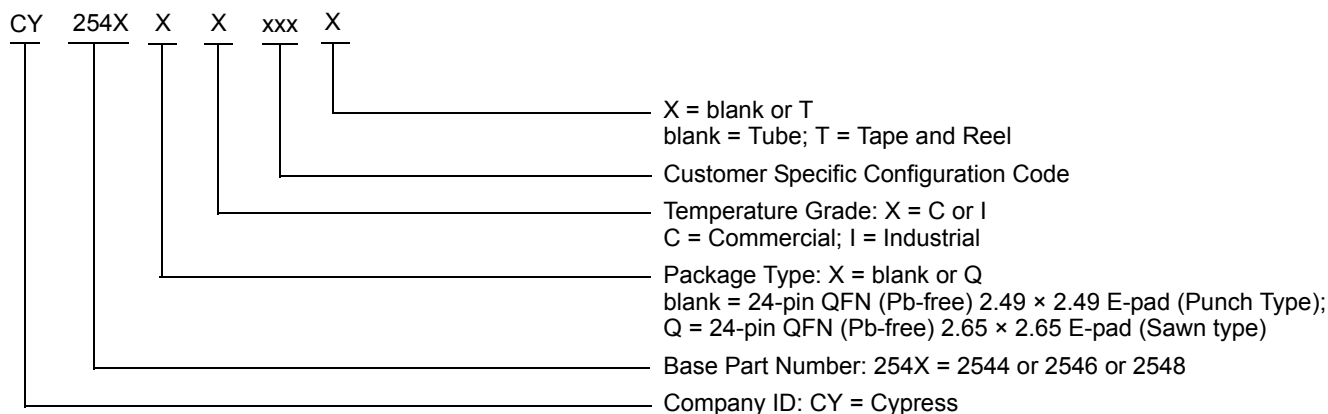 CY 254X X X xxx X
X = blank or T
blank = Tube; T = Tape and Reel
Customer Specific Configuration Code
Temperature Grade: X = C or I
C = Commercial; I = Industrial
Package Type: X = blank or Q
blank = 24-pin QFN (Pb-free) 2.49 × 2.49 E-pad (Punch Type);
Q = 24-pin QFN (Pb-free) 2.65 × 2.65 E-pad (Sawn type)
Base Part Number: 254X = 2544 or 2546 or 2548
Company ID: CY = Cypress